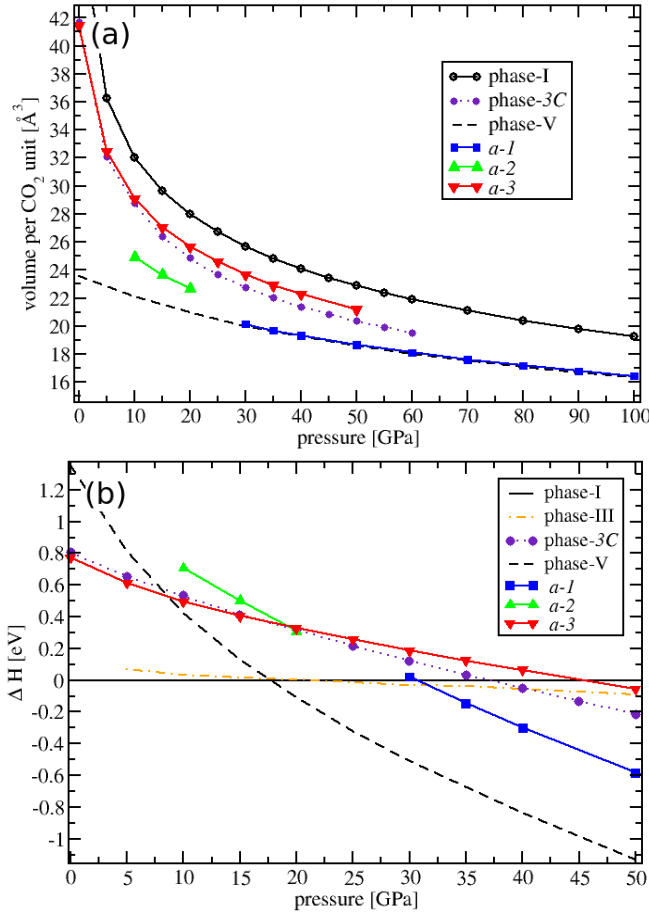 (a)
volume per CO2 unit [Å3]
42
40
38
36
34
32
30
28
26
24
22
20
18
16
phase-I
phase-3C
phase-V
a-1
a-2
a-3
0 10 20 30 40 50 60 70 80 90 100
pressure [GPa]
(b)
Δ H [eV]
1.2
1
0.8
0.6
0.4
0.2
0
-0.2
-0.4
-0.6
-0.8
-1
phase-I
phase-III
phase-3C
phase-V
a-1
a-2
a-3
0 5 10 15 20 25 30 35 40 45 50
pressure [GPa]